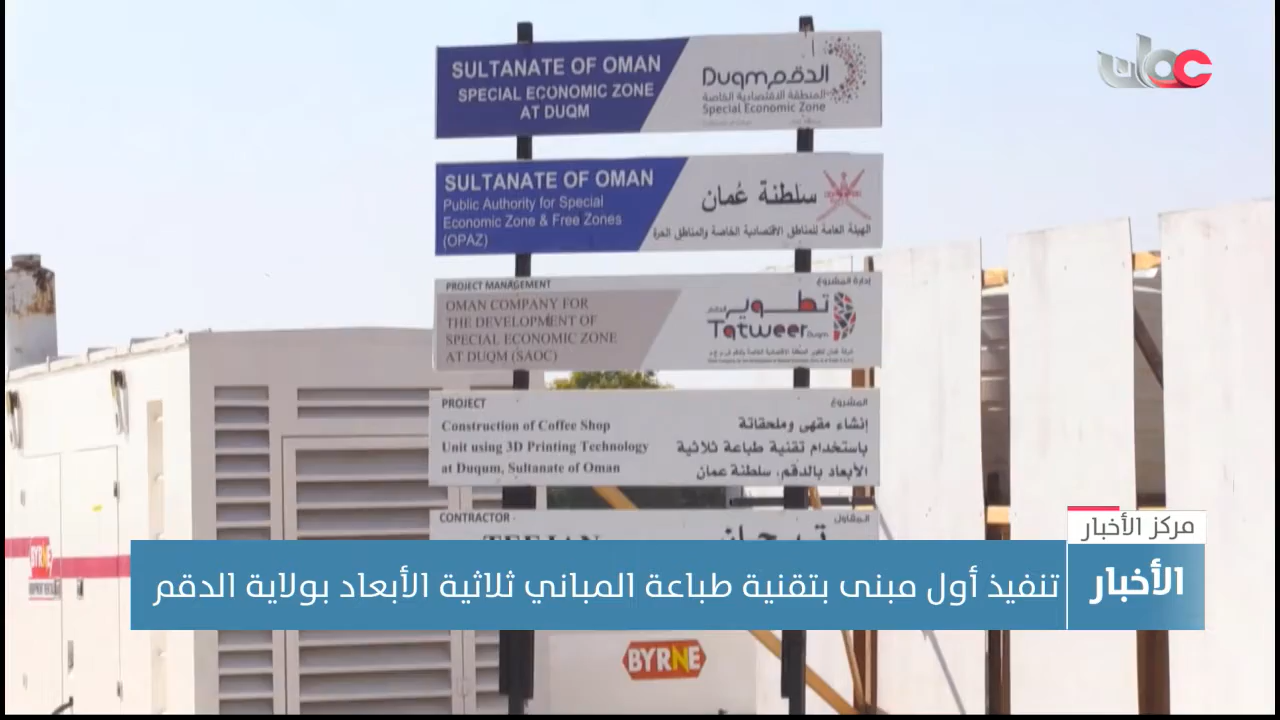 SULTANATE OF OMAN
SPECIAL ECONOMIC ZONE
AT DUQM
Duqm الدقم
المنطقة الاقتصادية الخاصة
Special Economic Zone
SULTANATE OF OMAN
Public Authority for Special
Economic Zone & Free Zones
(OPAZ)
سلطنة عُمان
الهيئة العامة للمناطق الاقتصادية الخاصة والمناطق الحرة
PROJECT MANAGEMENT
إدارة المشروع
OMAN COMPANY FOR
THE DEVELOPMENT OF
SPECIAL ECONOMIC ZONE
AT DUQM (SAOC)
تطوير
Tatweer
PROJECT
المشروع
Construction of Coffee Shop
Unit using 3D Printing Technology
at Duqum, Sultanate of Oman
إنشاء مقهى وملحقاتة
باستخدام تقنية طباعة ثلاثية
الأبعاد بالدقم، سلطنة عمان
CONTRACTOR
المقاول
مركز الأخبار
الأخبار
تنفيذ أول مبنى بتقنية طباعة المباني ثلاثية الأبعاد بولاية الدقم
BYRNE
BYRNE